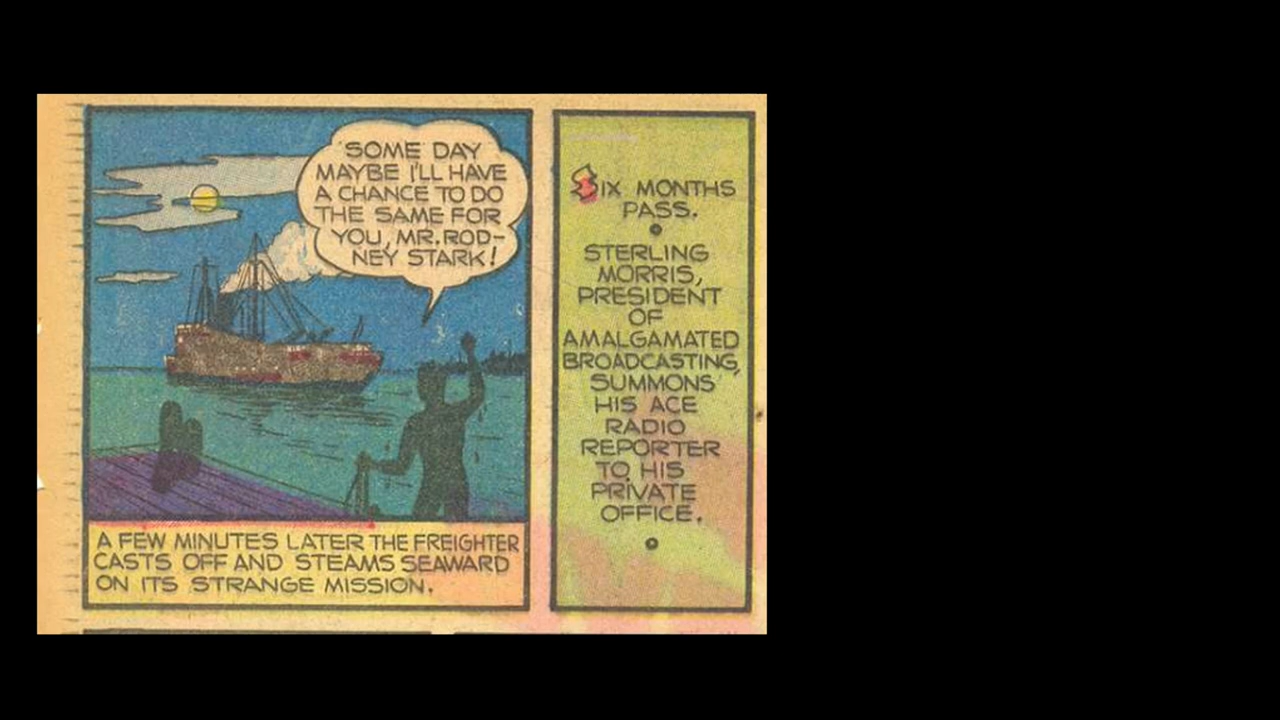 SOME DAY
MAYBE I'LL HAVE
A CHANCE TO DO
THE SAME FOR
YOU, MR. ROD-
NEY STARK!
A FEW MINUTES LATER THE FREIGHTER
CASTS OFF AND STEAMS SEAWARD
ON ITS STRANGE MISSION.
SIX MONTHS
PASS.
STERLING
MORRIS,
PRESIDENT
OF
AMALGAMATED
BROADCASTING,
SUMMONS
HIS ACE
RADIO
REPORTER
TO HIS
PRIVATE
OFFICE.